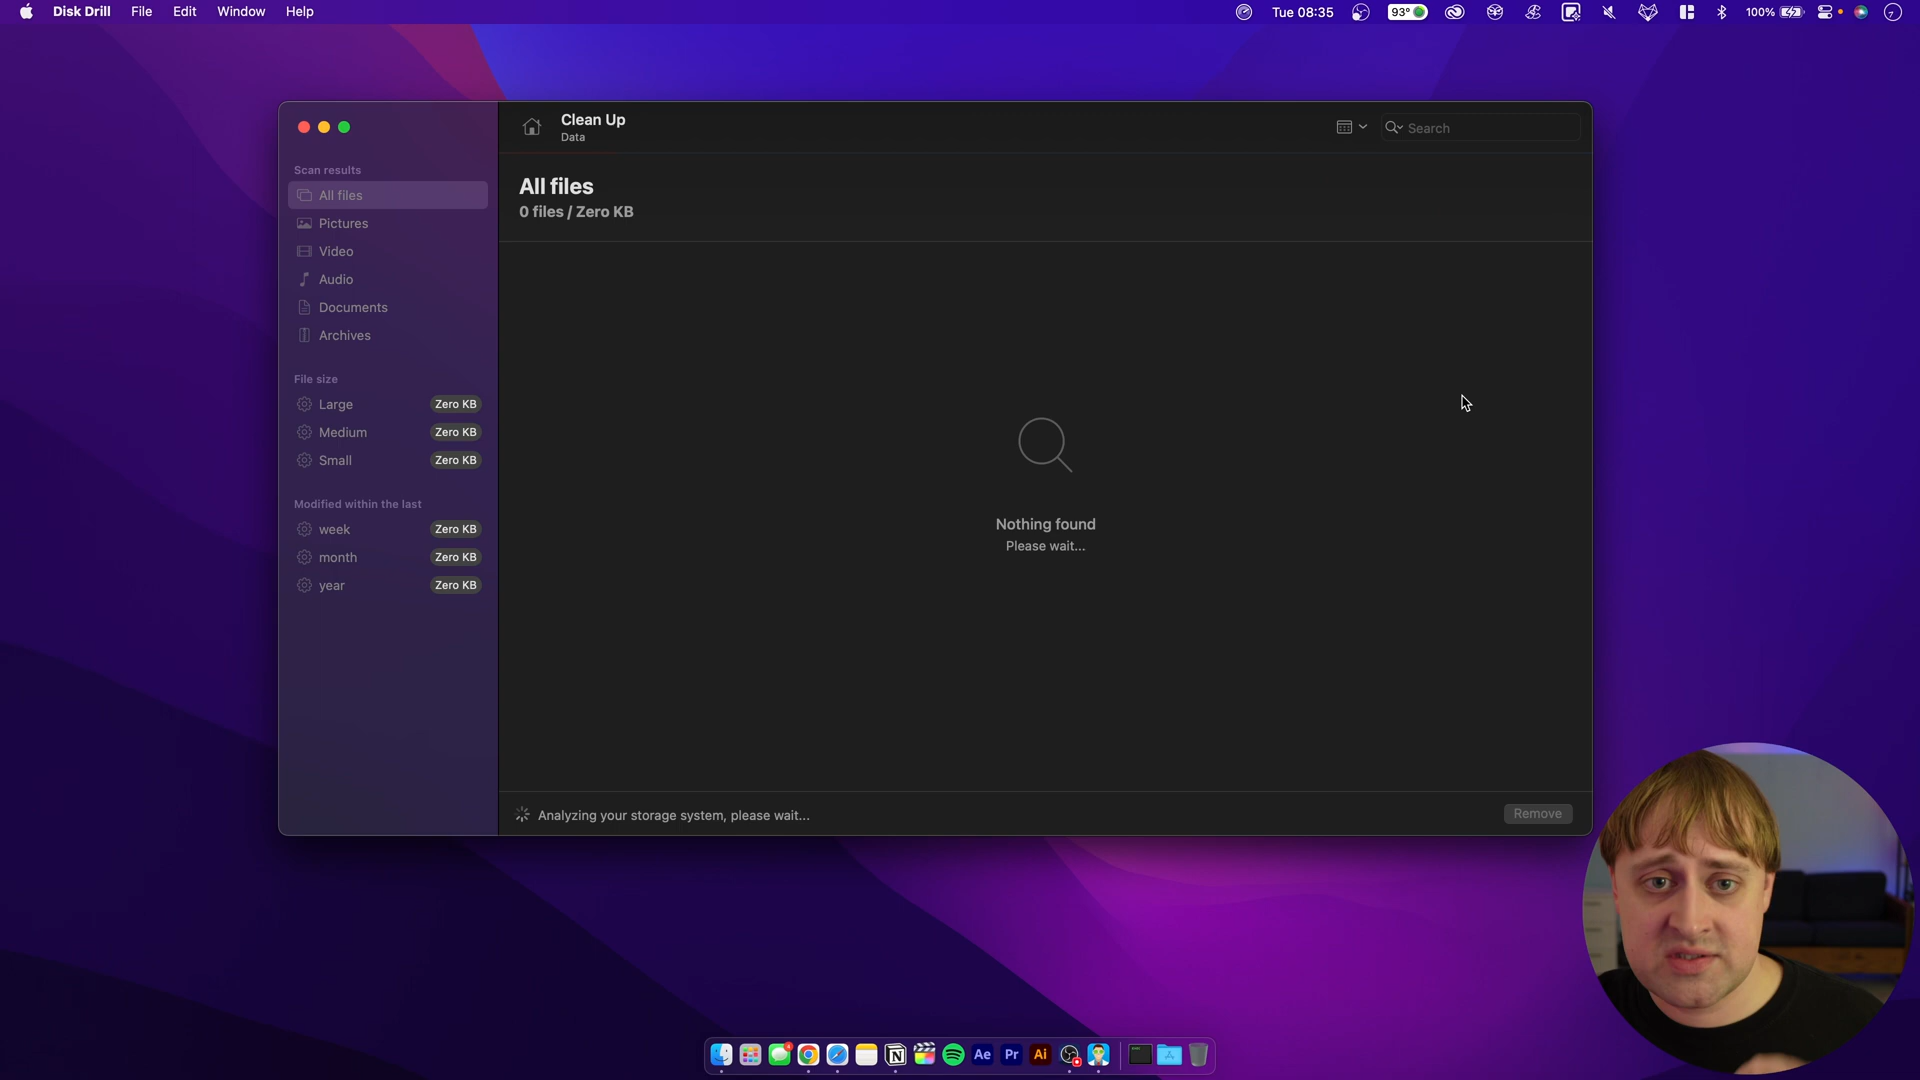 Disk Drill File Edit Window Help
Tue 08:35 93° 100%
Clean Up
Data
Search
Scan results
All files
Pictures
Video
Audio
Documents
Archives
File size
Large Zero KB
Medium Zero KB
Small Zero KB
Modified within the last
week Zero KB
month Zero KB
year Zero KB
All files
0 files / Zero KB
Nothing found
Please wait...
Analyzing your storage system, please wait...
Remove
N Ae Pr Ai